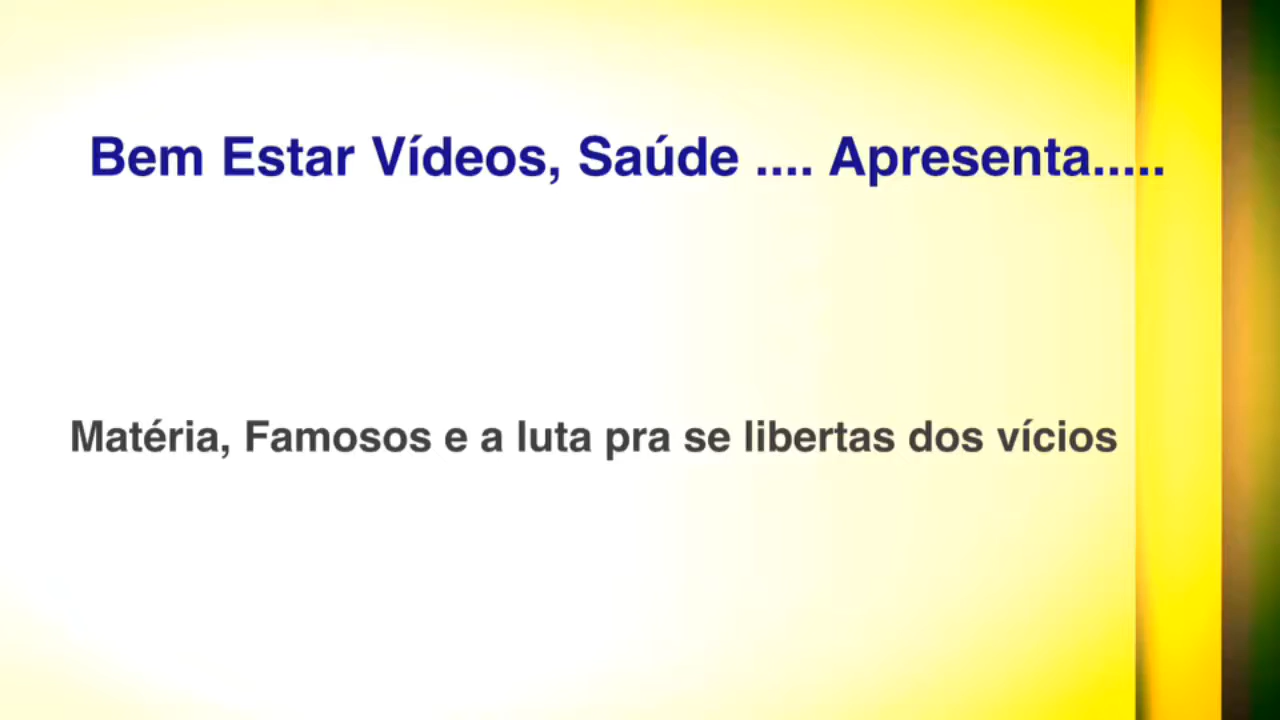 Bem Estar Vídeos, Saúde .... Apresenta.....
Matéria, Famosos e a luta pra se libertas dos vícios